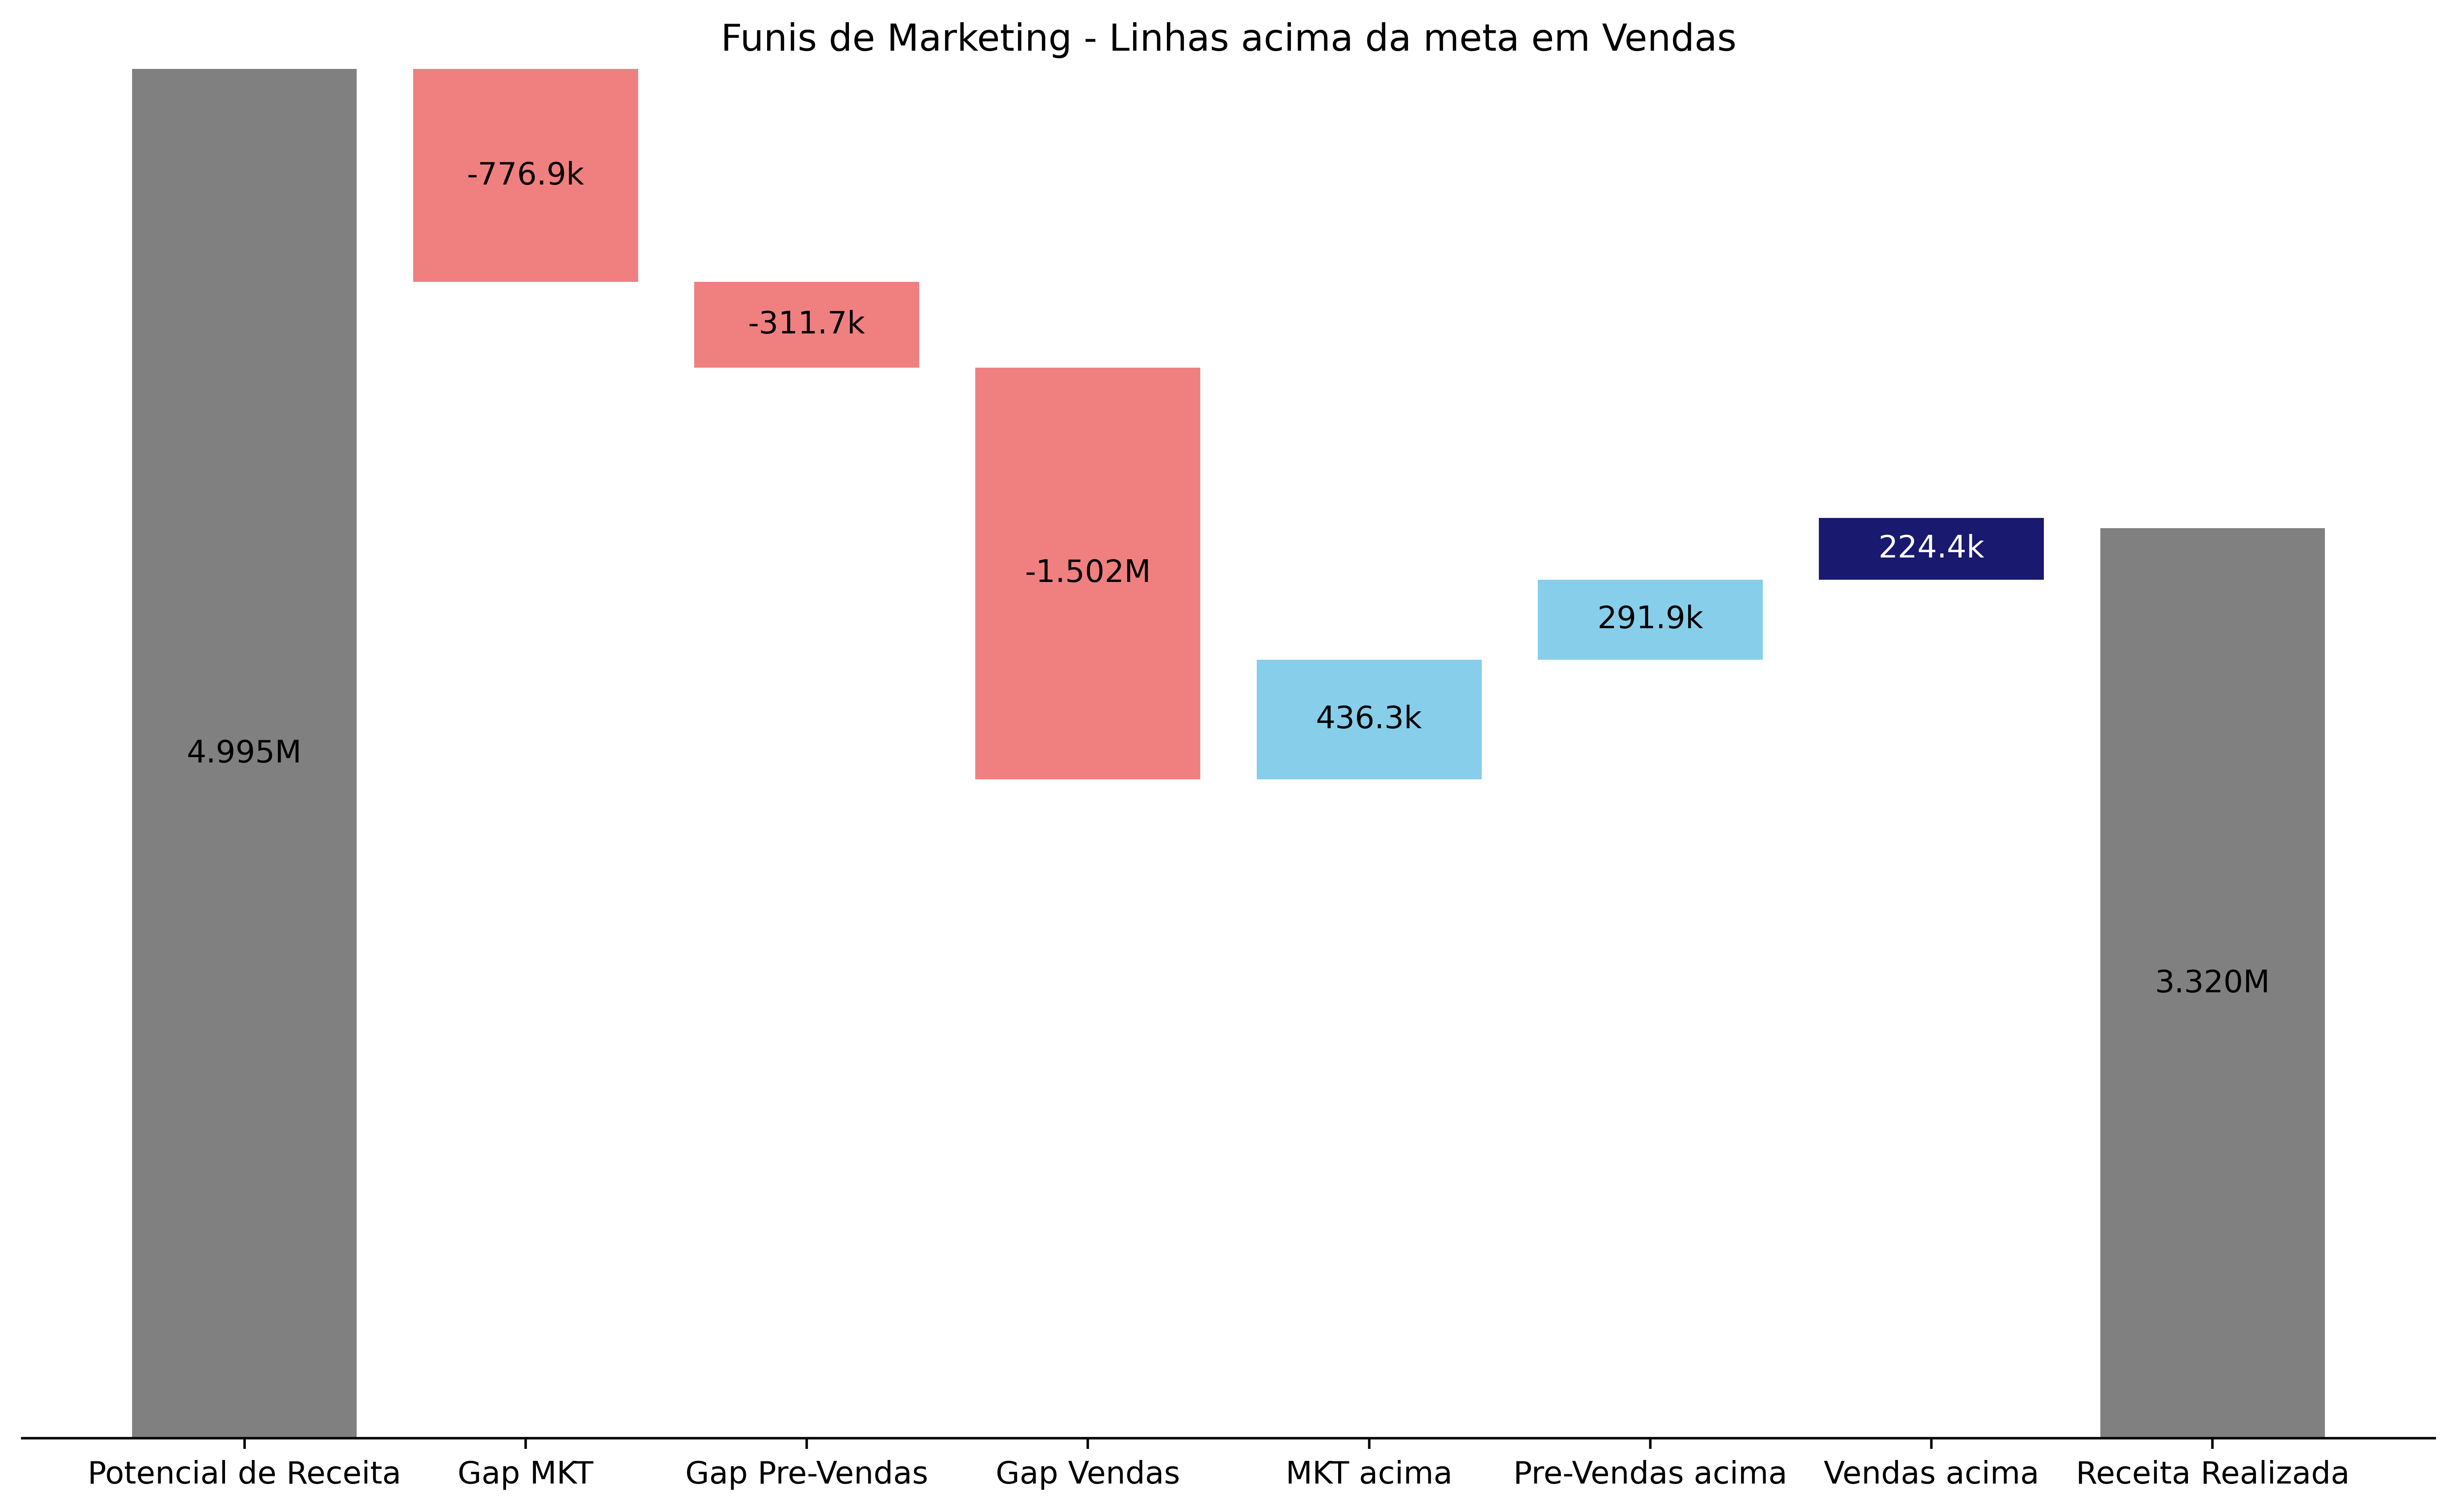 Funis de Marketing - Linhas acima da meta em Vendas
-776.9k
-311.7k
-1.502M
224.4k
291.9k
436.3k
4.995M
3.320M
Potencial de Receita Gap MKT Gap Pre-Vendas Gap Vendas MKT acima Pre-Vendas acima Vendas acima Receita Realizada